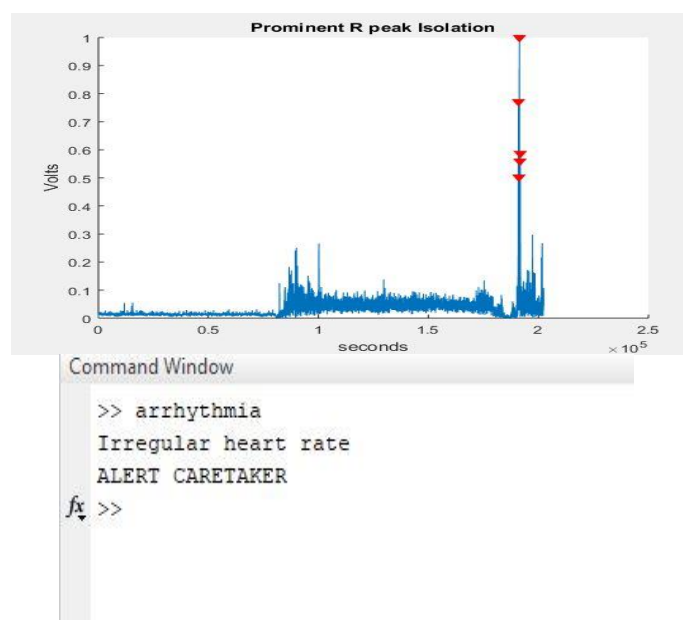 Prominent R peak Isolation
1
0.9
0.8
0.7
0.6
0.5
0.4
0.3
0.2
0.1
0
Volts
0 0.5 1 1.5 2 2.5
seconds
×10⁵
Command Window
>> arrhythmia
Irregular heart rate
ALERT CARETAKER
fx >>